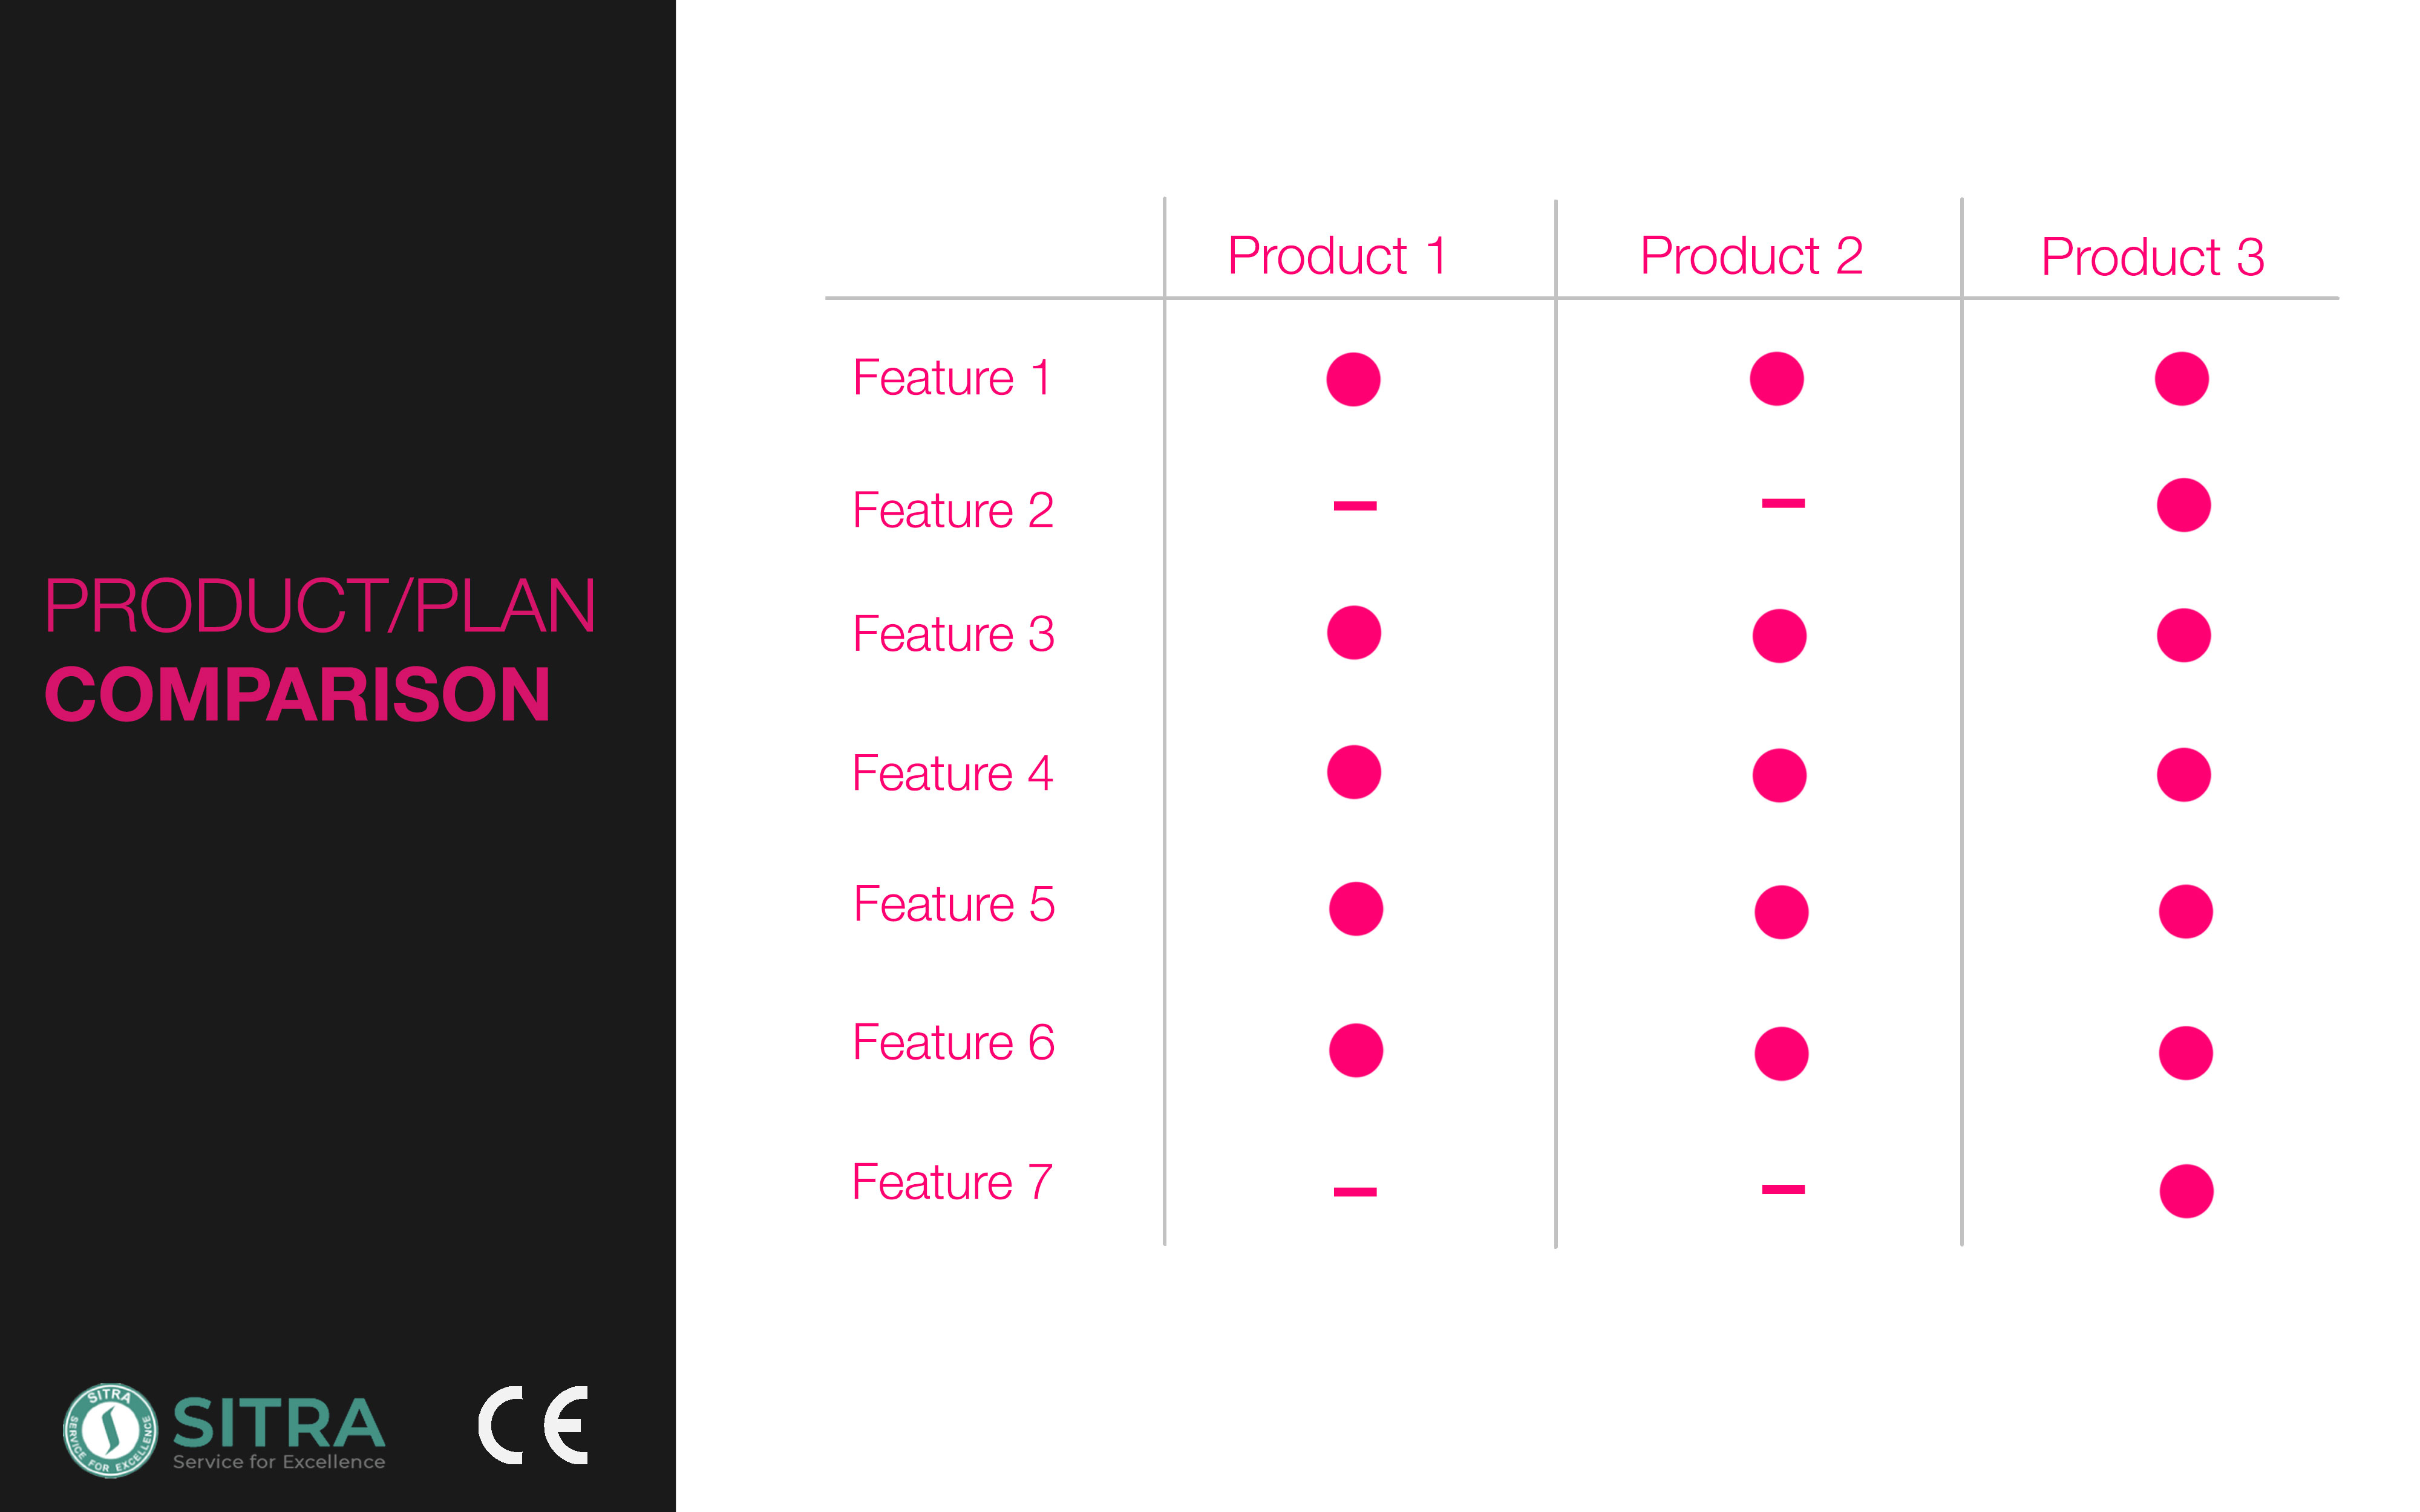 PRODUCT/PLAN
COMPARISON
Product 1 Product 2 Product 3
Feature 1
Feature 2 – –
Feature 3
Feature 4
Feature 5
Feature 6
Feature 7 – –
SITRA
SERVICE FOR EXCELLENCE
SITRA
Service for Excellence
CE